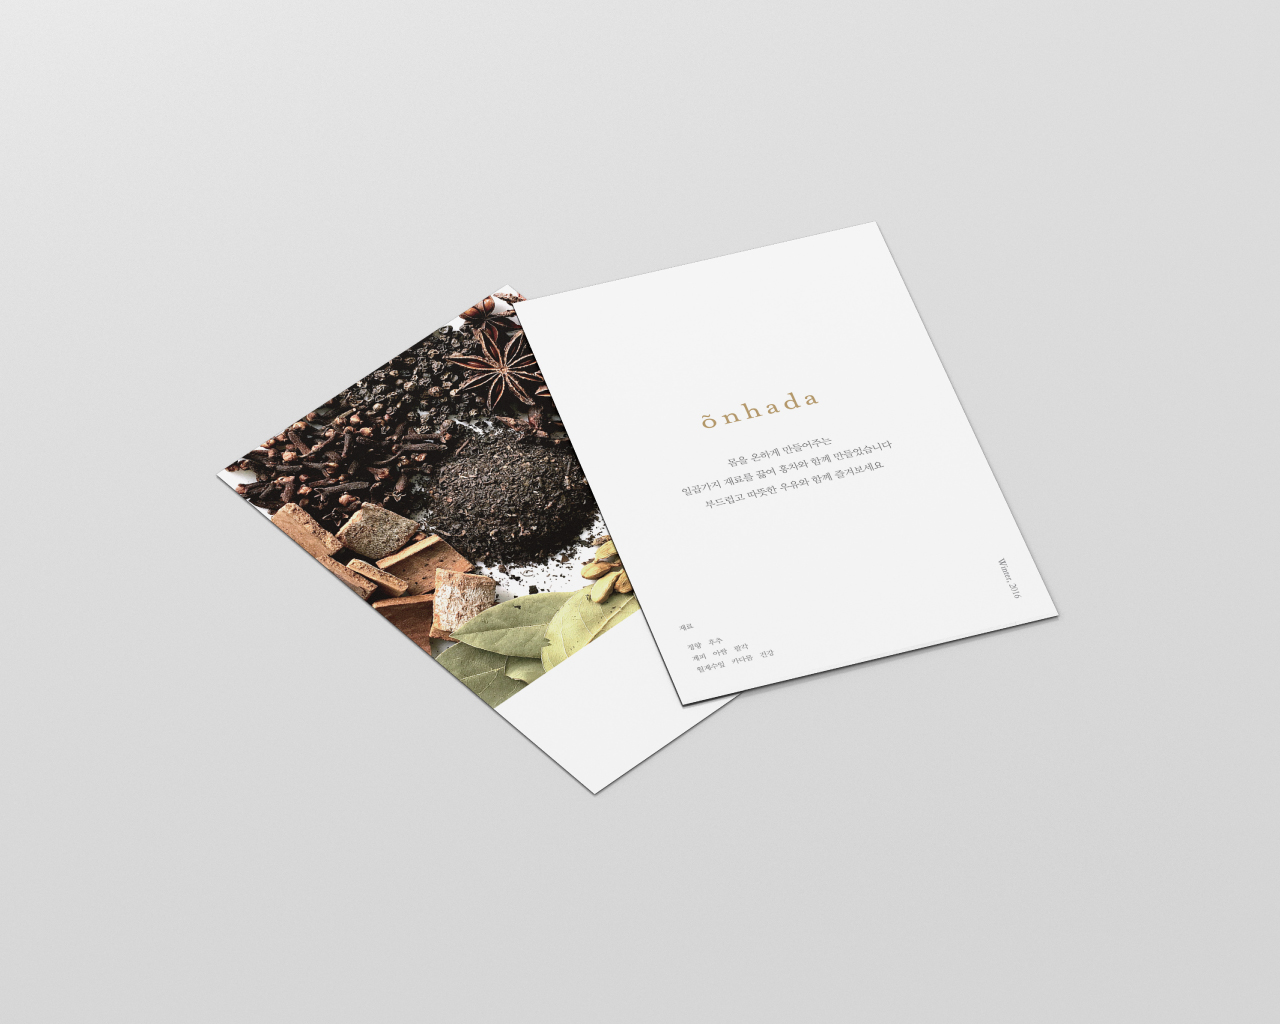 õnhada
몸을 온하게 만들어주는
일곱가지 재료를 끓여 홍차와 함께 만들었습니다
부드럽고 따뜻한 우유와 함께 즐겨보세요
Winter, 2016
재료
정향 후추
계피 아쌈 팔각
월계수잎 카다몸 건강